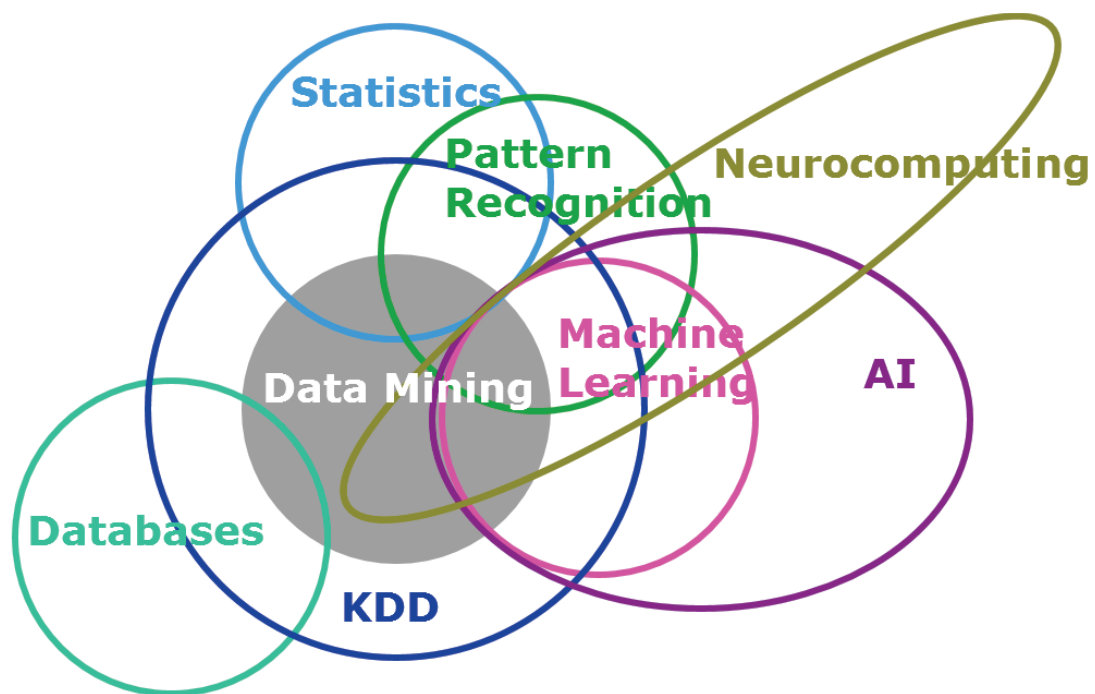 Statistics
Pattern
Recognition
Neurocomputing
Machine
Learning
AI
Data Mining
Databases
KDD